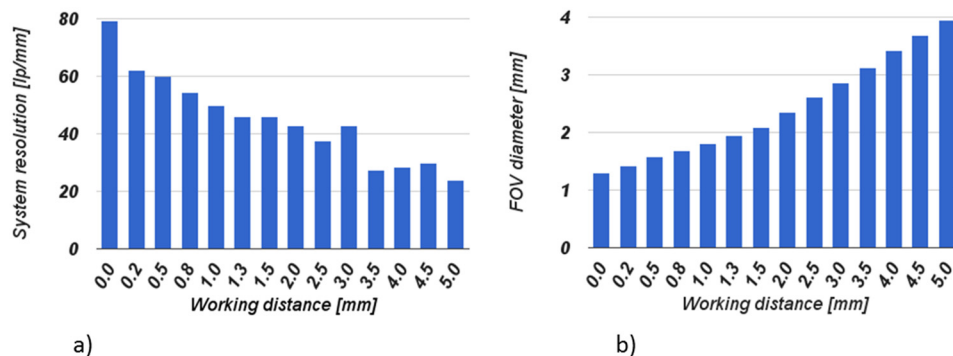 System resolution [lp/mm]
80
60
40
20
0
0.0 0.2 0.5 0.8 1.0 1.3 1.5 2.0 2.5 3.0 3.5 4.0 4.5 5.0
Working distance [mm]
a)
FOV diameter [mm]
4
3
2
1
0
0.0 0.2 0.5 0.8 1.0 1.3 1.5 2.0 2.5 3.0 3.5 4.0 4.5 5.0
Working distance [mm]
b)